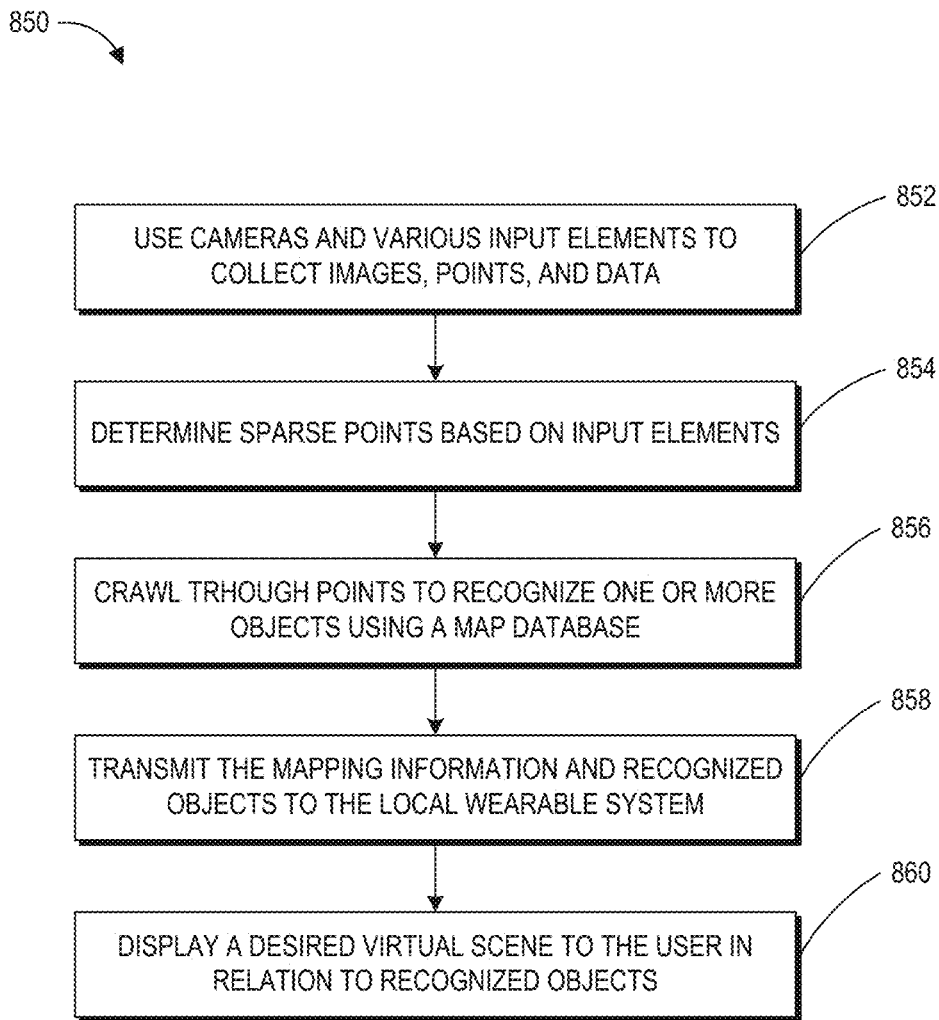 850
852
USE CAMERAS AND VARIOUS INPUT ELEMENTS TO
COLLECT IMAGES, POINTS, AND DATA
854
DETERMINE SPARSE POINTS BASED ON INPUT ELEMENTS
856
CRAWL TRHOUGH POINTS TO RECOGNIZE ONE OR MORE
OBJECTS USING A MAP DATABASE
858
TRANSMIT THE MAPPING INFORMATION AND RECOGNIZED
OBJECTS TO THE LOCAL WEARABLE SYSTEM
860
DISPLAY A DESIRED VIRTUAL SCENE TO THE USER IN
RELATION TO RECOGNIZED OBJECTS